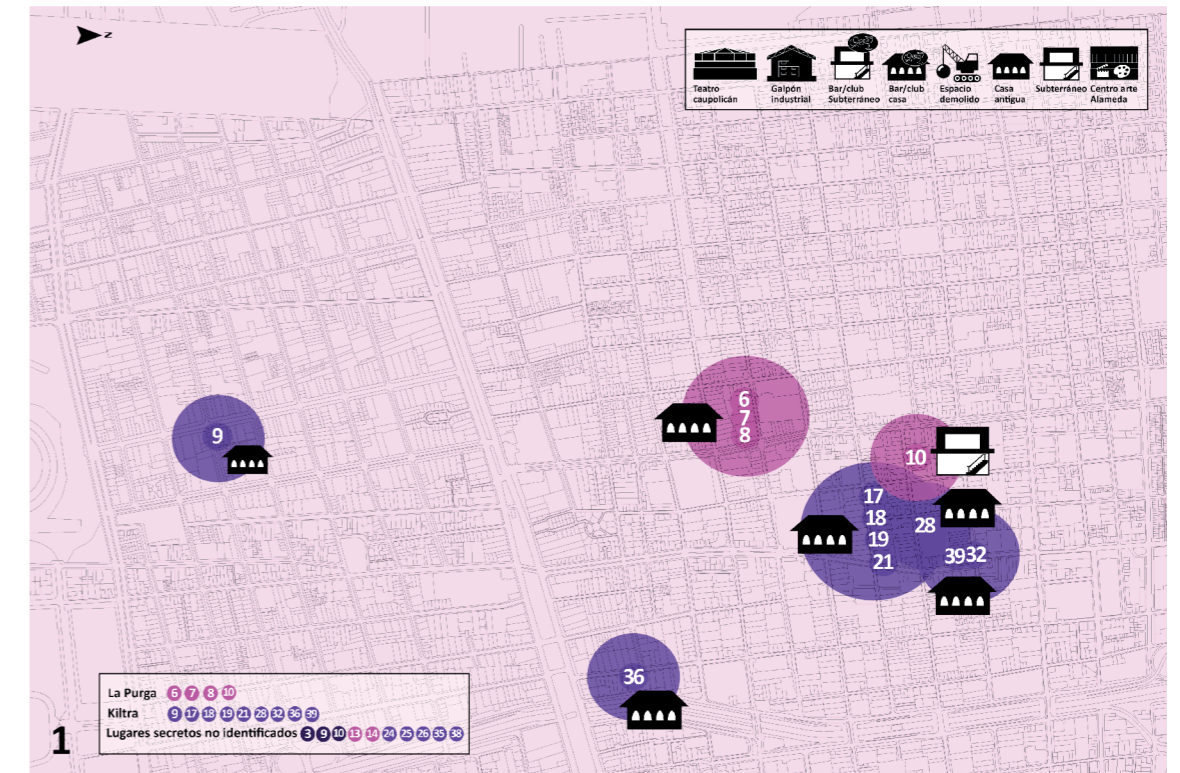 N
Teatro caupolicán
Galpón industrial
Bar/club Subterráneo
Bar/club casa
Espacio demolido
Casa antigua
Subterráneo
Centro arte Alameda
6
7
8
9
10
17
18
28
19
39 32
21
36
La Purga 6 7 8 10
Kiltra 9 17 18 19 21 28 32 36 39
Lugares secretos no identificados 3 9 10 13 14 24 25 26 35 38
1